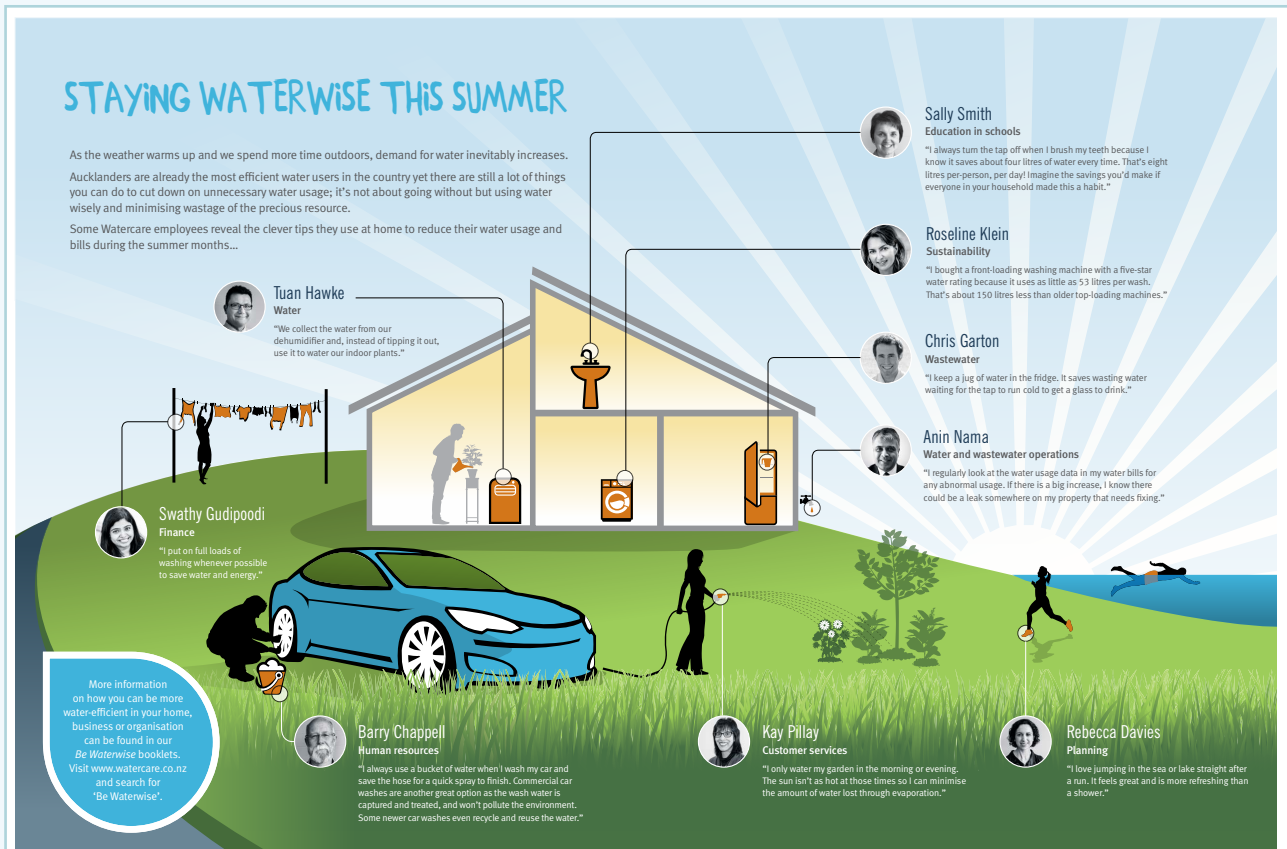 STAYING WATERWISE THIS SUMMER
As the weather warms up and we spend more time outdoors, demand for water inevitably increases.
Aucklanders are already the most efficient water users in the country yet there are still a lot of things
you can do to cut down on unnecessary water usage; it's not about going without but using water
wisely and minimising wastage of the precious resource.
Some Watercare employees reveal the clever tips they use at home to reduce their water usage and
bills during the summer months...
Sally Smith
Education in schools
“I always turn the tap off when I brush my teeth because I
know it saves about four litres of water every time. That's eight
litres per-person, per day! Imagine the savings you'd make if
everyone in your household made this a habit.”
Roseline Klein
Sustainability
“I bought a front-loading washing machine with a five-star
water rating because it uses as little as 53 litres per wash.
That's about 150 litres less than older top-loading machines.”
Tuan Hawke
Water
“We collect the water from our
dehumidifier and, instead of tipping it out,
use it to water our indoor plants.”
Chris Garton
Wastewater
“I keep a jug of water in the fridge. It saves wasting water
waiting for the tap to run cold to get a glass to drink.”
Anin Nama
Water and wastewater operations
“I regularly look at the water usage data in my water bills for
any abnormal usage. If there is a big increase, I know there
could be a leak somewhere on my property that needs fixing.”
Swathy Gudipoodi
Finance
“I put on full loads of
washing whenever possible
to save water and energy.”
More information
on how you can be more
water-efficient in your home,
business or organisation
can be found in our
Be Waterwise booklets.
Visit www.watercare.co.nz
and search for
‘Be Waterwise’.
Barry Chappell
Human resources
“I always use a bucket of water when I wash my car and
save the hose for a quick spray to finish. Commercial car
washes are another great option as the wash water is
captured and treated, and won't pollute the environment.
Some newer car washes even recycle and reuse the water.”
Kay Pillay
Customer services
“I only water my garden in the morning or evening.
The sun isn't as hot at those times so I can minimise
the amount of water lost through evaporation.”
Rebecca Davies
Planning
“I love jumping in the sea or lake straight after
a run. It feels great and is more refreshing than
a shower.”